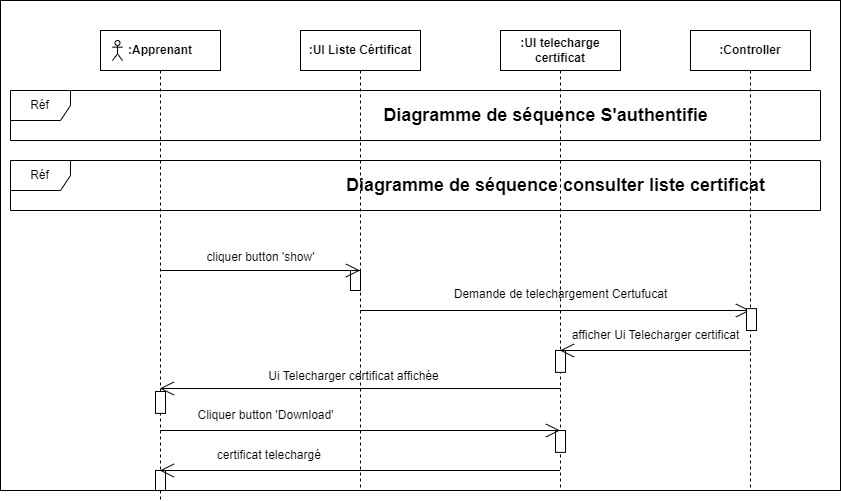 :Apprenant
:UI Liste Cértificat
:UI telecharge
certificat
:Controller
Réf
Diagramme de séquence S'authentifie
Réf
Diagramme de séquence consulter liste certificat
cliquer button 'show'
Demande de telechargement Certufucat
afficher Ui Telecharger certificat
Ui Telecharger certificat affichée
Cliquer button 'Download'
certificat telechargé